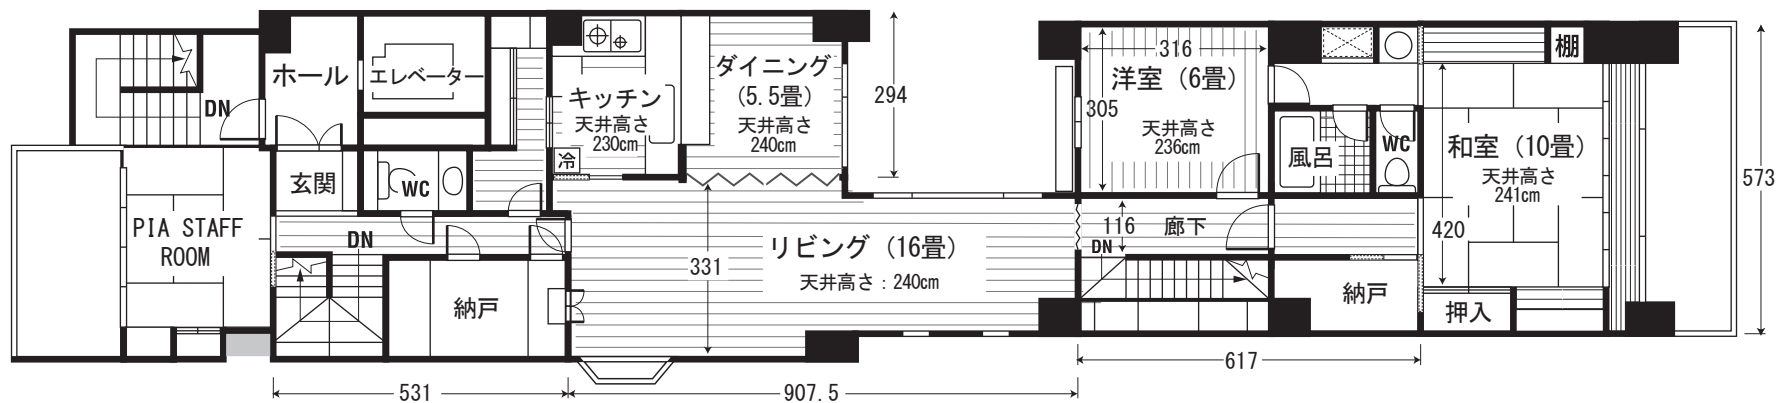 ホール
エレベーター
DN
キッチン
天井高さ
230cm
冷
ダイニング
(5.5畳)
天井高さ
240cm
294
316
洋室(6畳)
305
天井高さ
236cm
棚
風呂
WC
和室(10畳)
天井高さ
241cm
420
573
玄関
WC
PIA STAFF
ROOM
DN
331
リビング(16畳)
天井高さ:240cm
116
廊下
DN
納戸
納戸
押入
531
907.5
617